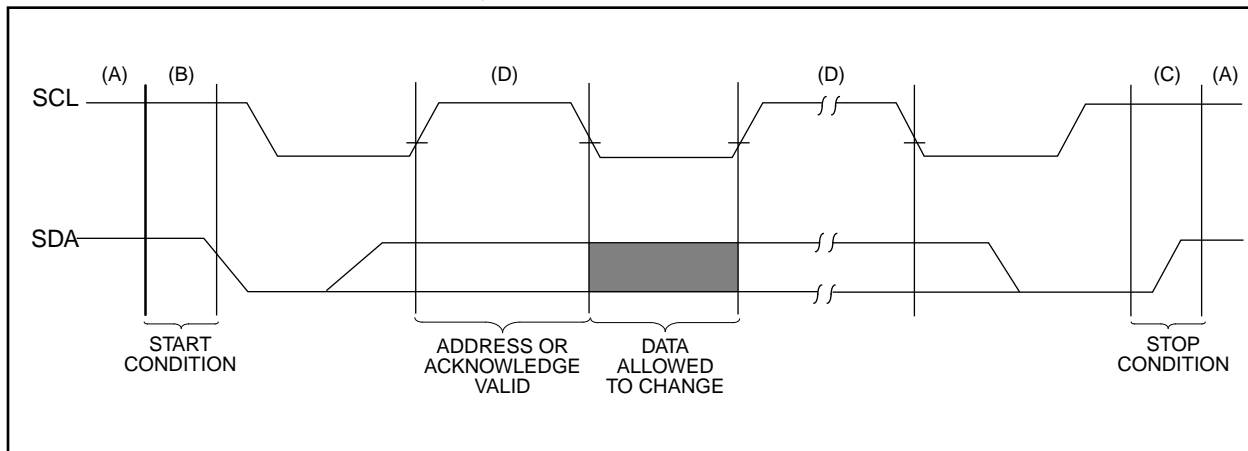 (A) (B) (D) (D) (C) (A)
SCL
SDA
START
CONDITION
ADDRESS OR
ACKNOWLEDGE
VALID
DATA
ALLOWED
TO CHANGE
STOP
CONDITION